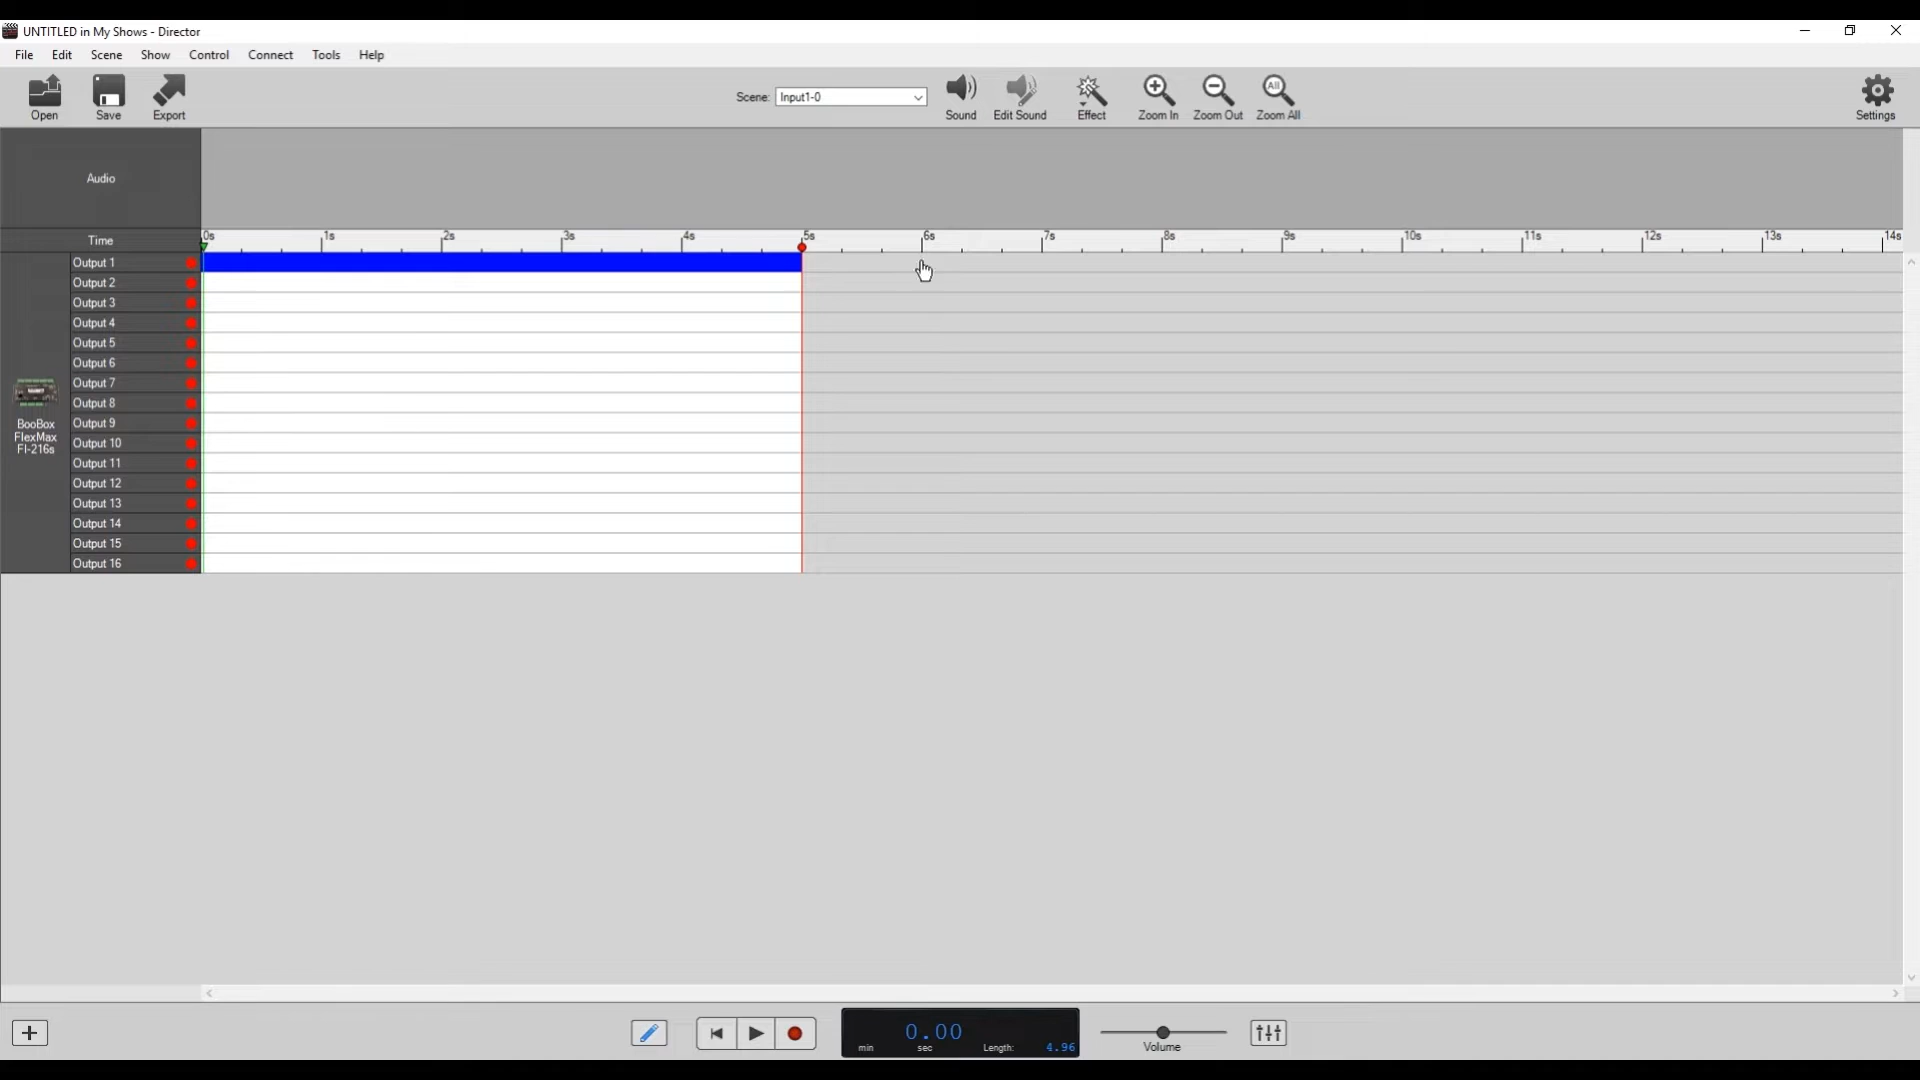 UNTITLED in My Shows - Director
File Edit Scene Show Control Connect Tools Help
Open Save Export Scene: Input1-0 Sound Edit Sound Effect Zoom In Zoom Out All Zoom All Settings
Audio
Time 0s 1s 2s 3s 4s 5s 6s 7s 8s 9s 10s 11s 12s 13s 14s
Output 1
Output 2
Output 3
Output 4
Output 5
Output 6
Output 7
Output 8
Output 9
Output 10
Output 11
Output 12
Output 13
Output 14
Output 15
Output 16
BooBox
FlexMax
Fl-216s
0.00
min sec Length: 4.96
Volume